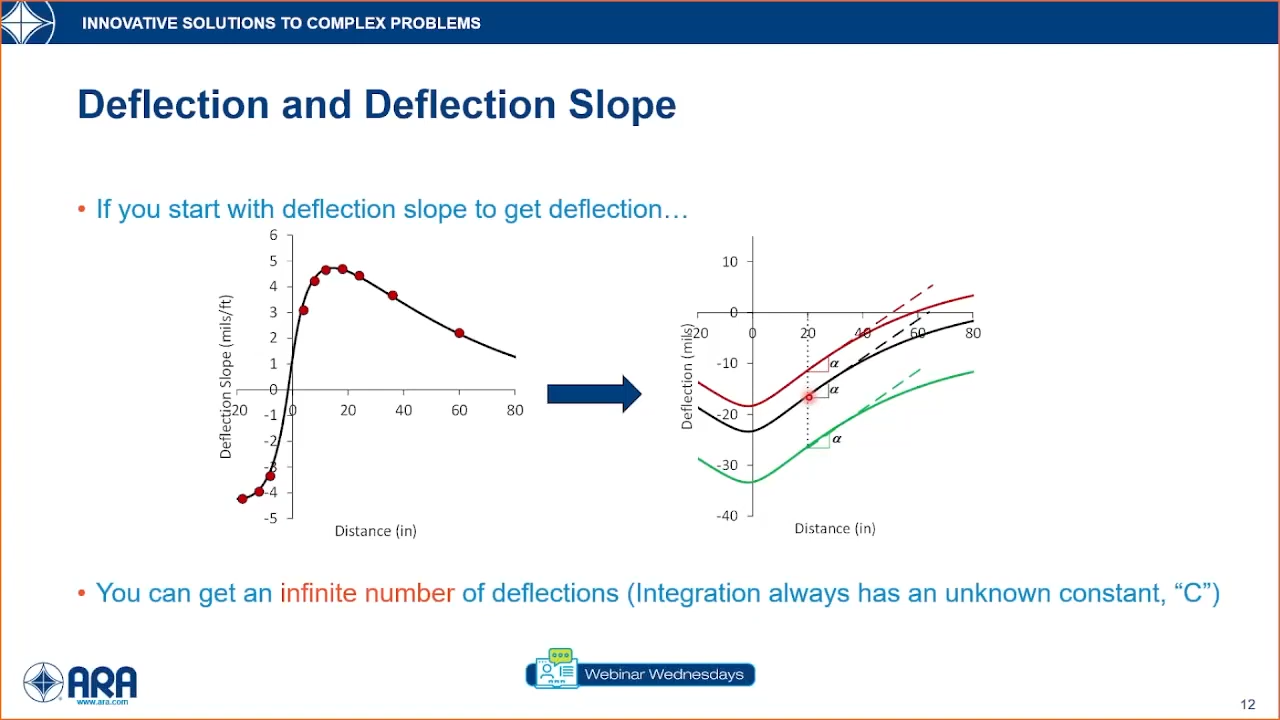 INNOVATIVE SOLUTIONS TO COMPLEX PROBLEMS
Deflection and Deflection Slope
• If you start with deflection slope to get deflection…
6
5
4
3
2
1
0
-1
-2
-3
-4
-5
20 0 20 40 60 80
Deflection Slope (mils/ft)
Distance (in)
10
0
-10
-20
-30
-40
-20 0 20 40 60 80
Deflection (mils)
α
α
α
Distance (in)
• You can get an infinite number of deflections (Integration always has an unknown constant, “C”)
ARA
www.ara.com
Webinar Wednesdays
12